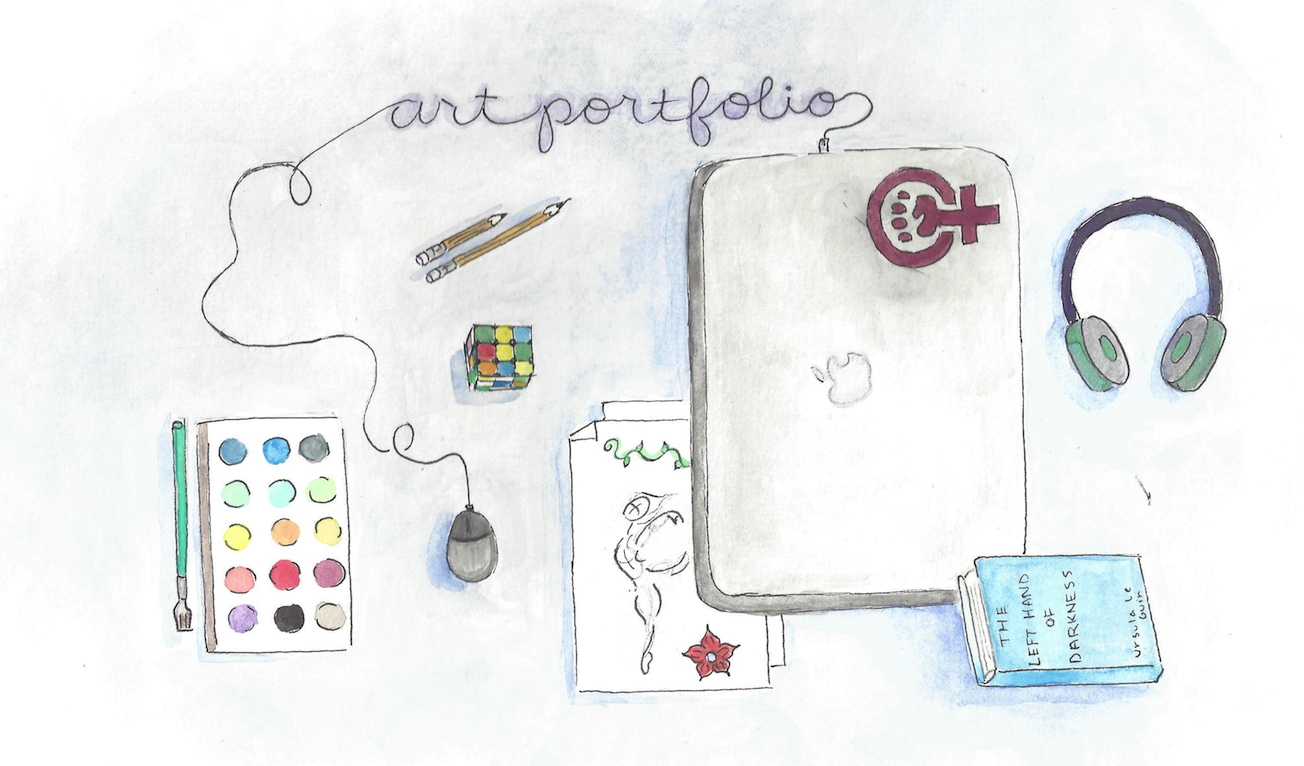 art portfolio
THE
LEFT HAND
OF
DARKNESS
Ursula Le
Guin